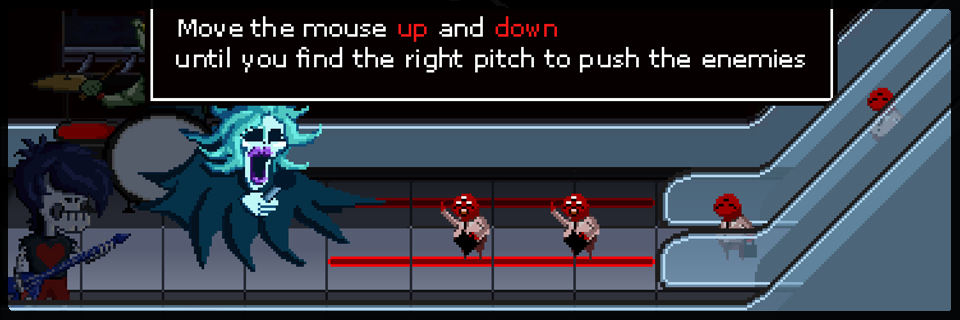 Move the mouse up and down
until you find the right pitch to push the enemies